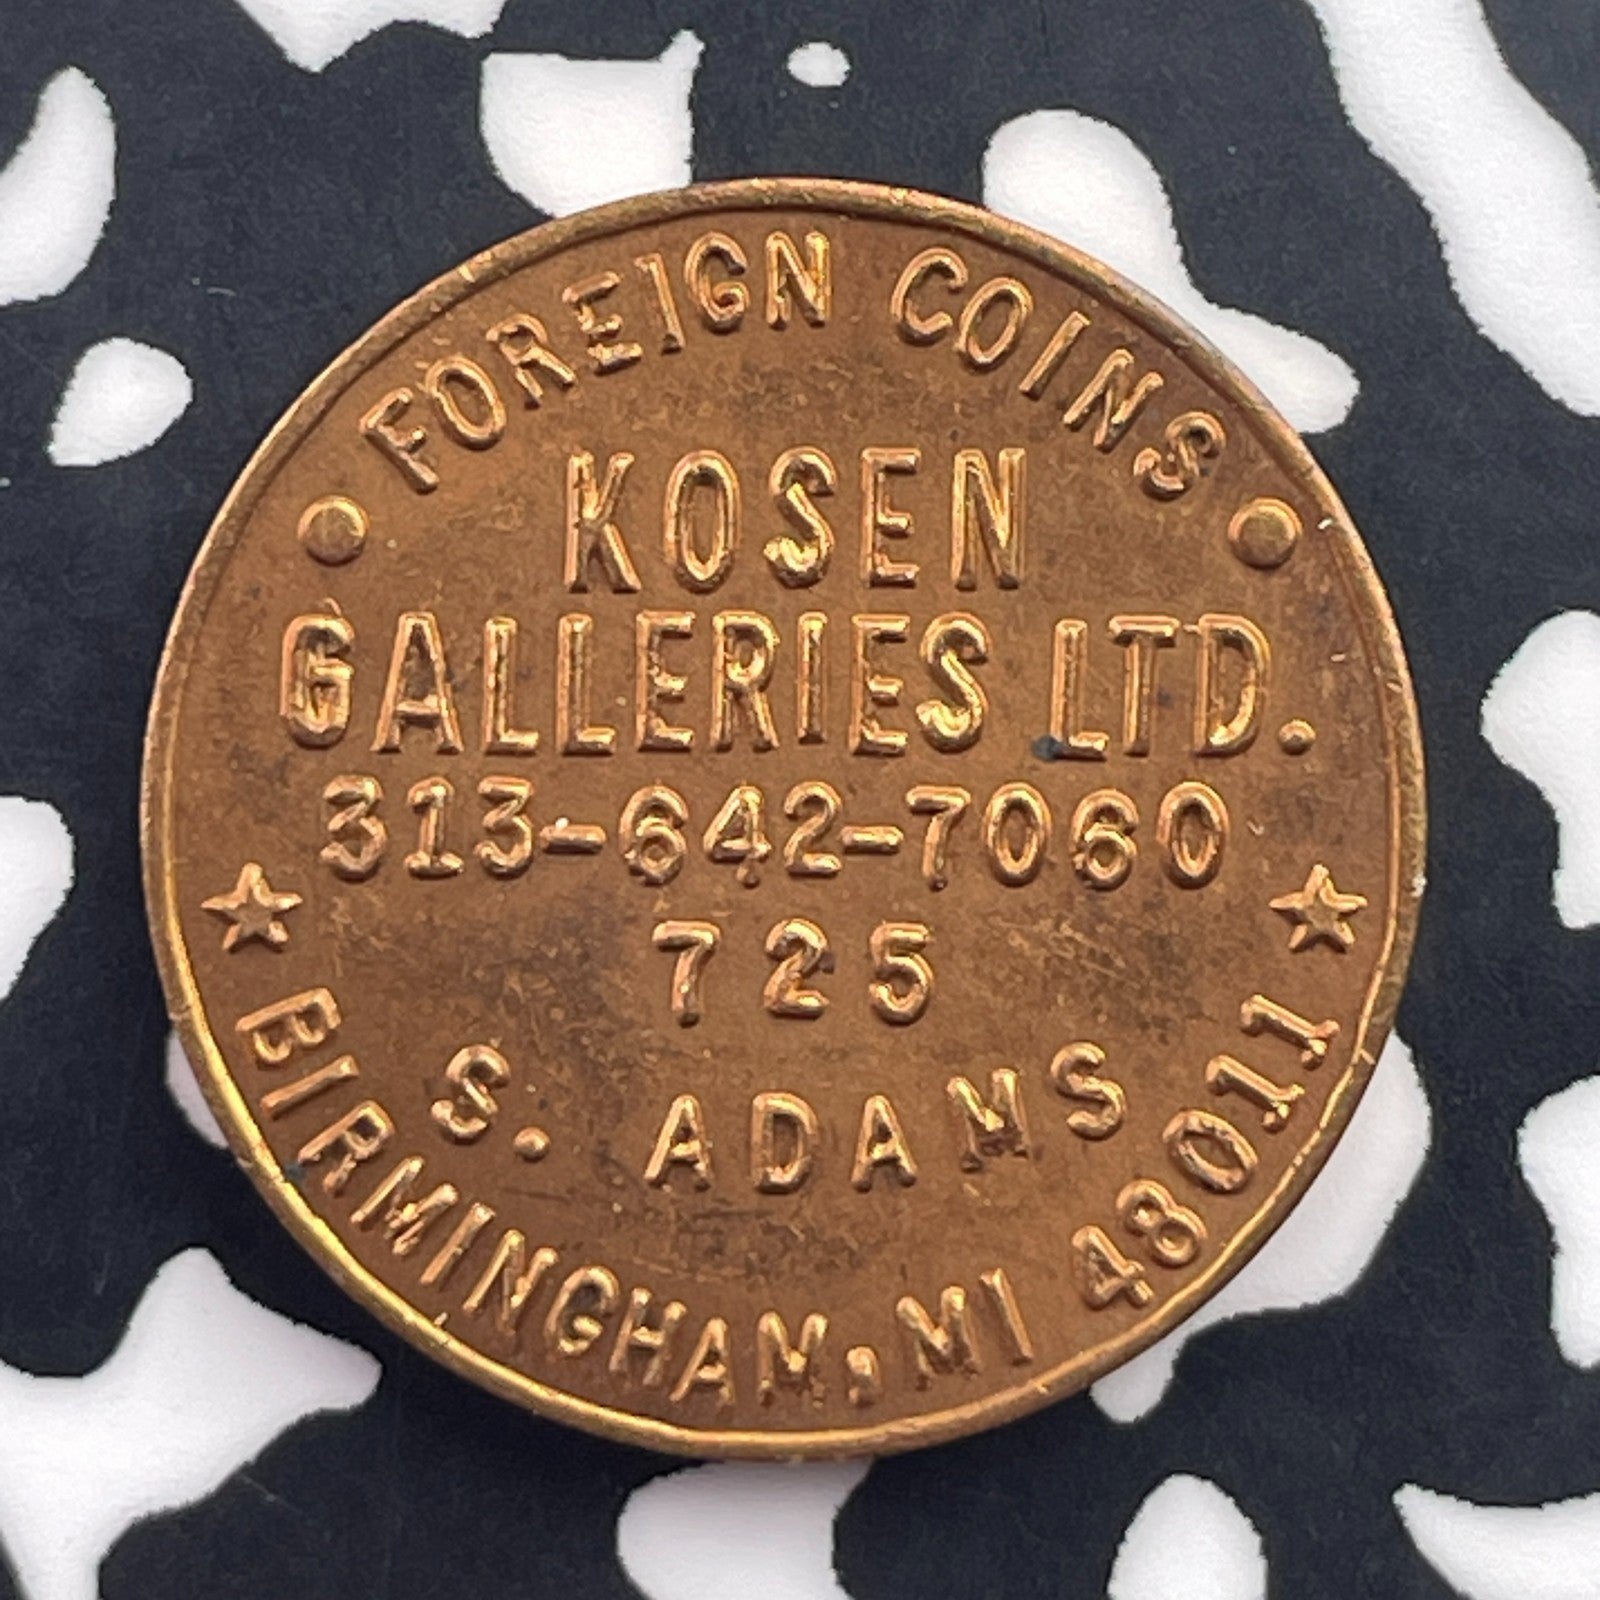 FOREIGN COINS
KOSEN
GALLERIES LTD.
313-642-7060
725
S. ADAMS
BIRMINGHAM, MI 48011